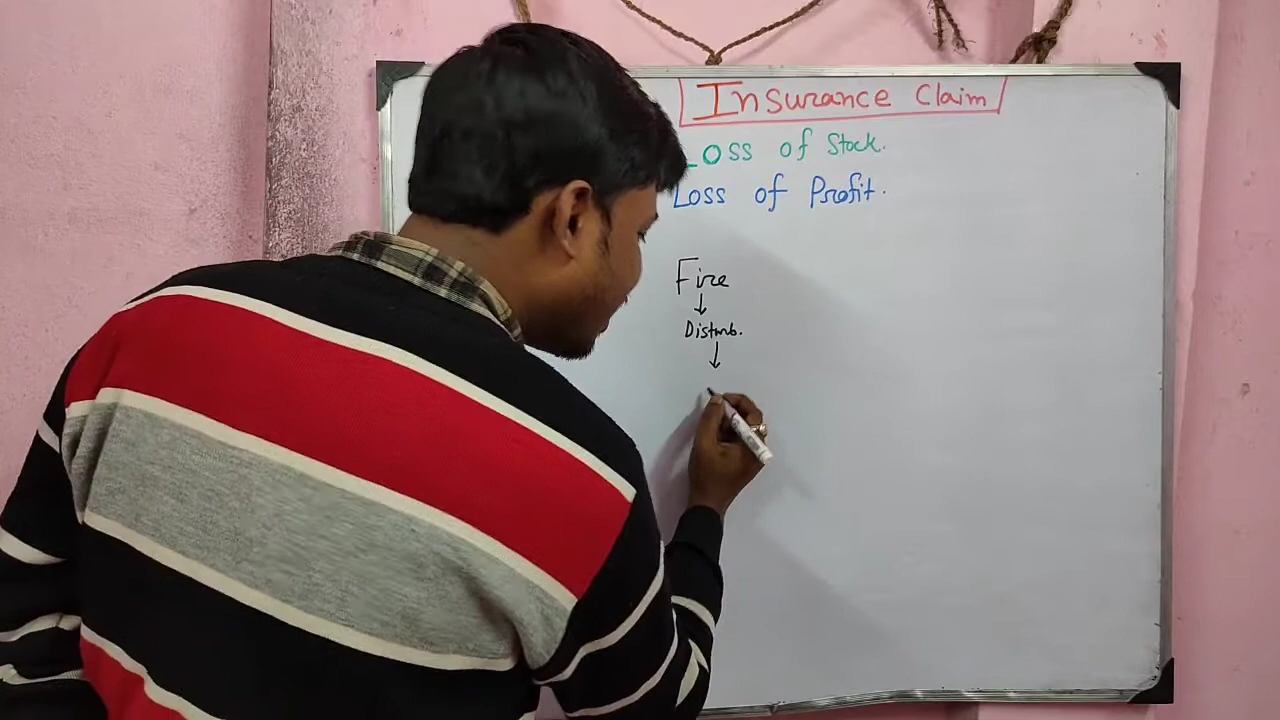 Insurance Claim
Loss of Stock.
Loss of Profit.
Fire
↓
Disturb.
↓